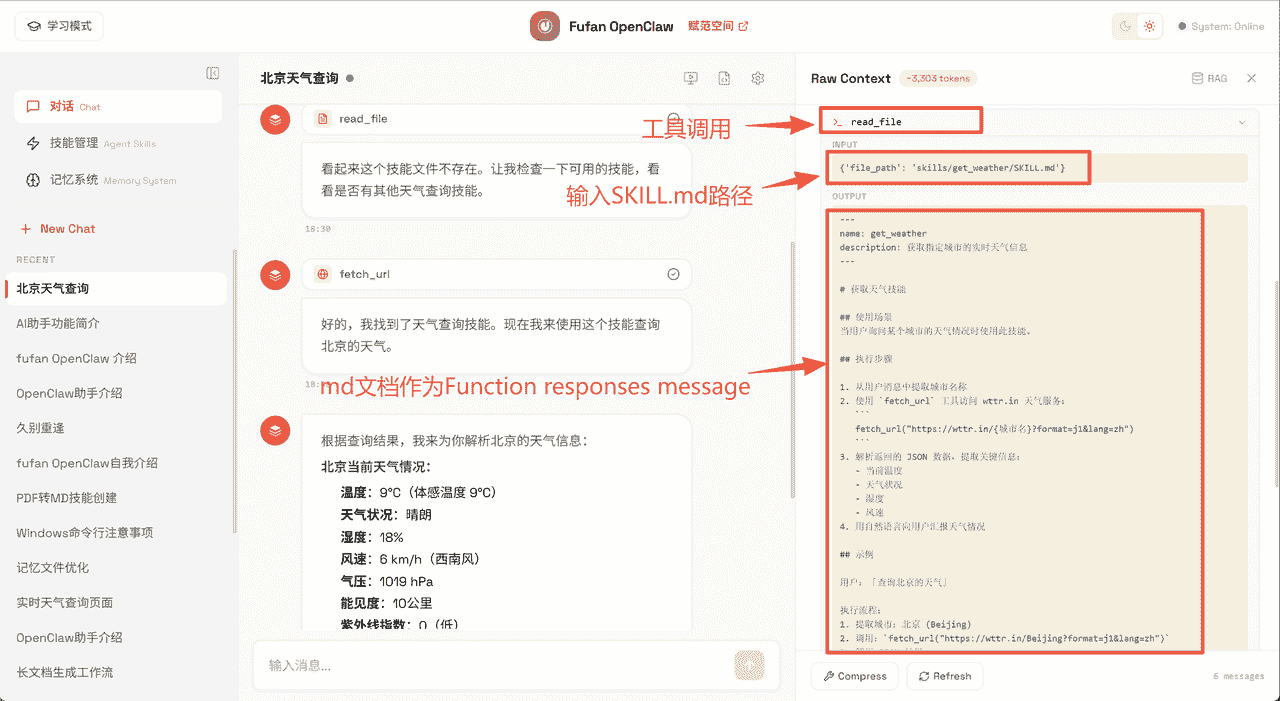 学习模式
Fufan OpenClaw 赋范空间
System: Online
对话 Chat
技能管理 Agent Skills
记忆系统 Memory System
+ New Chat
RECENT
北京天气查询
AI助手功能简介
fufan OpenClaw 介绍
OpenClaw助手介绍
久别重逢
fufan OpenClaw自我介绍
PDF转MD技能创建
Windows命令行注意事项
记忆文件优化
实时天气查询页面
OpenClaw助手介绍
长文档生成工作流
北京天气查询
read_file
看起来这个技能文件不存在。让我检查一下可用的技能，看
看是否有其他天气查询技能。
18:30
fetch_url
好的，我找到了天气查询技能。现在我来使用这个技能查询
北京的天气。
18:
根据查询结果，我来为你解析北京的天气信息：
北京当前天气情况：
温度：9°C（体感温度 9°C）
天气状况：晴朗
湿度：18%
风速：6 km/h（西南风）
气压：1019 hPa
能见度：10公里
紫外线指数：0（低）
输入消息...
工具调用
输入SKILL.md路径
md文档作为Function responses message
Raw Context ~3,303 tokens
RAG
>_ read_file
INPUT
{'file_path': 'skills/get_weather/SKILL.md'}
OUTPUT
---
name: get_weather
description: 获取指定城市的实时天气信息
---
# 获取天气技能
## 使用场景
当用户询问某个城市的天气情况时使用此技能。
## 执行步骤
1. 从用户消息中提取城市名称
2. 使用 `fetch_url` 工具访问 wttr.in 天气服务：
```
fetch_url("https://wttr.in/{城市名}?format=j1&lang=zh")
```
3. 解析返回的 JSON 数据，提取关键信息：
- 当前温度
- 天气状况
- 湿度
- 风速
4. 用自然语言向用户汇报天气情况
## 示例
用户：「查询北京的天气」
执行流程：
1. 提取城市：北京 (Beijing)
2. 调用：`fetch_url("https://wttr.in/Beijing?format=j1&lang=zh")`
Compress
Refresh
6 messages